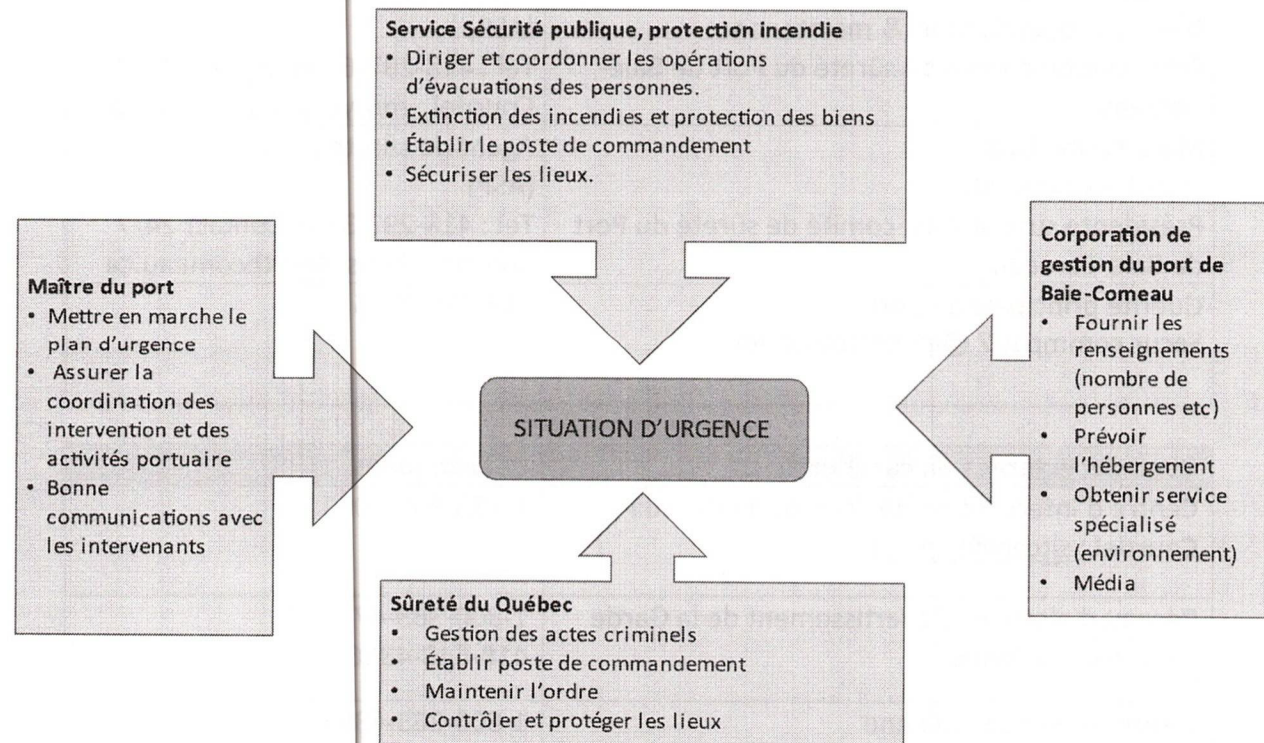 Service Sécurité publique, protection incendie
• Diriger et coordonner les opérations
d'évacuations des personnes.
• Extinction des incendies et protection des biens
• Établir le poste de commandement
• Sécuriser les lieux.
Maître du port
• Mettre en marche le
plan d'urgence
• Assurer la
coordination des
intervention et des
activités portuaire
• Bonne
communications avec
les intervenants
SITUATION D'URGENCE
Corporation de
gestion du port de
Baie-Comeau
• Fournir les
renseignements
(nombre de
personnes etc)
• Prévoir
l'hébergement
• Obtenir service
spécialisé
(environnement)
• Média
Sûreté du Québec
• Gestion des actes criminels
• Établir poste de commandement
• Maintenir l'ordre
• Contrôler et protéger les lieux